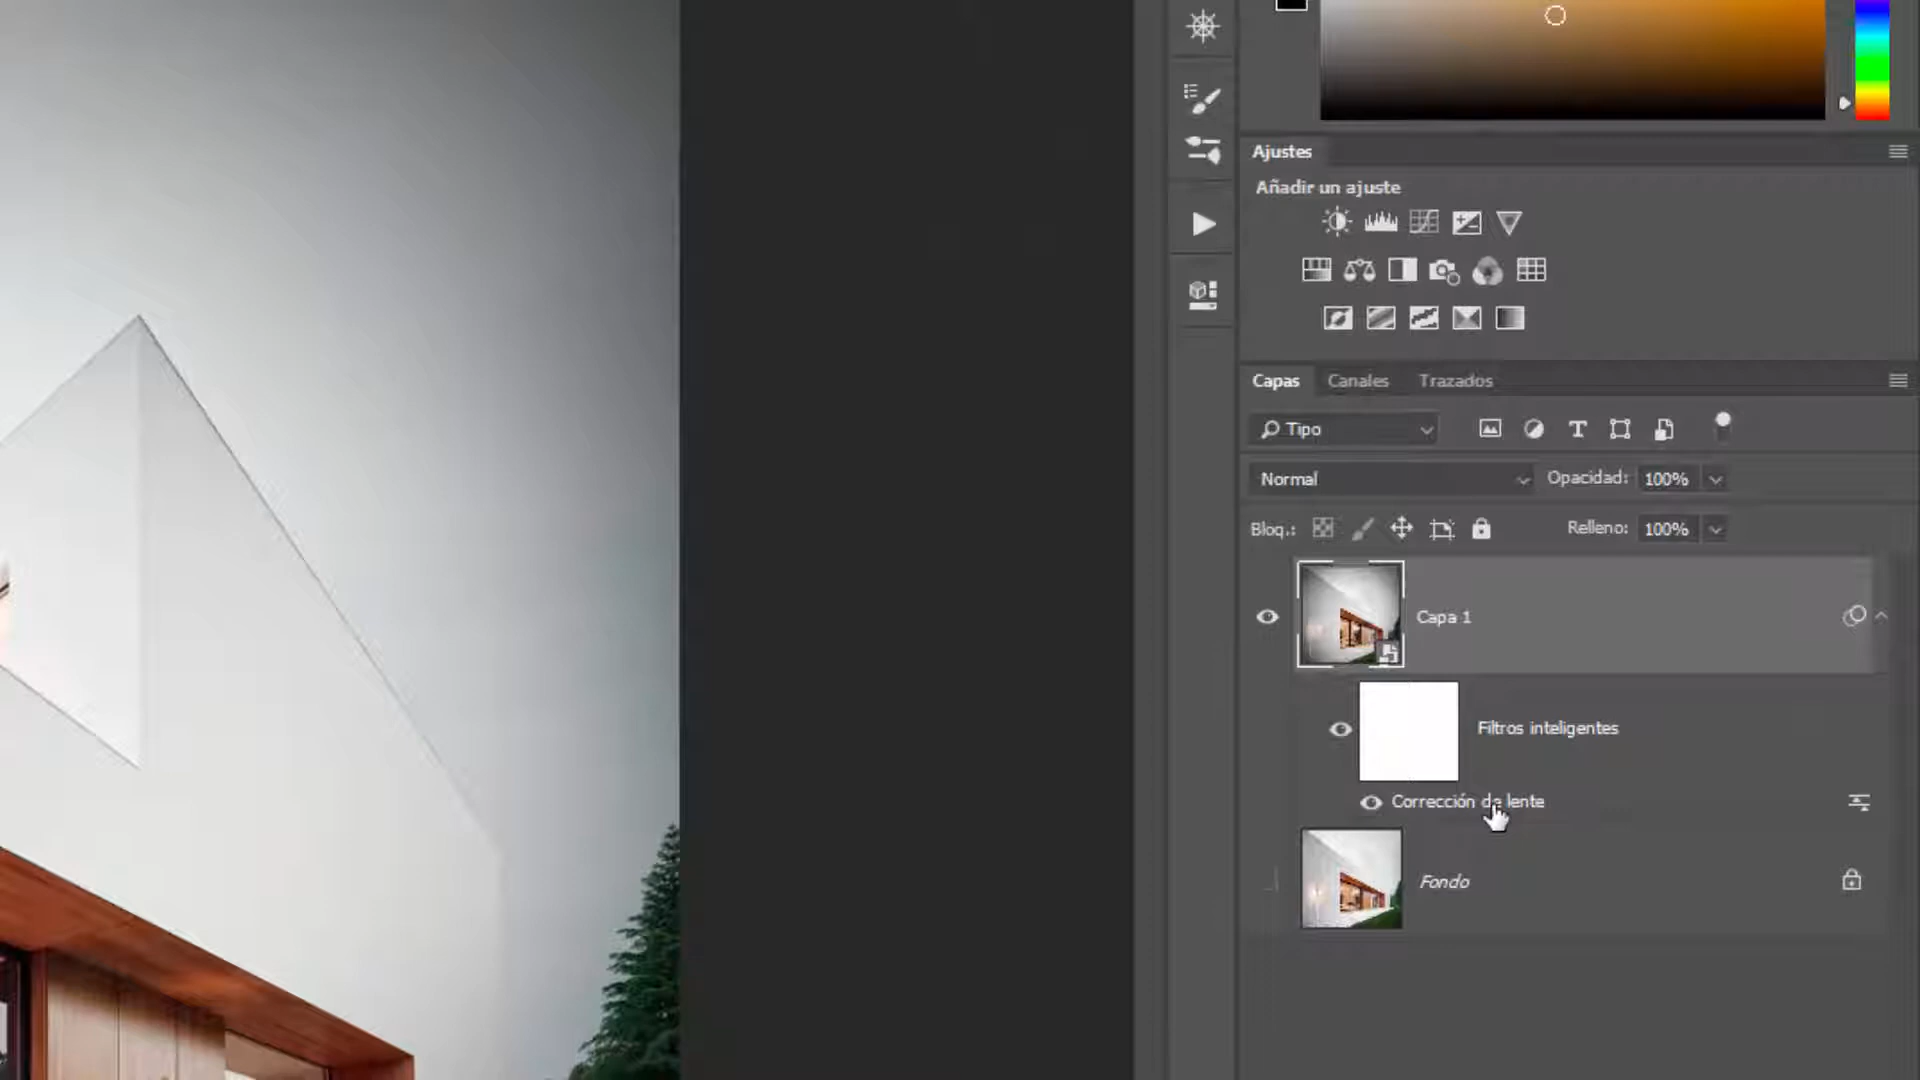 Ajustes
Añadir un ajuste
Capas Canales Trazados
Tipo
Normal Opacidad: 100%
Bloq.: Relleno: 100%
Capa 1
Filtros inteligentes
Corrección de lente
Fondo